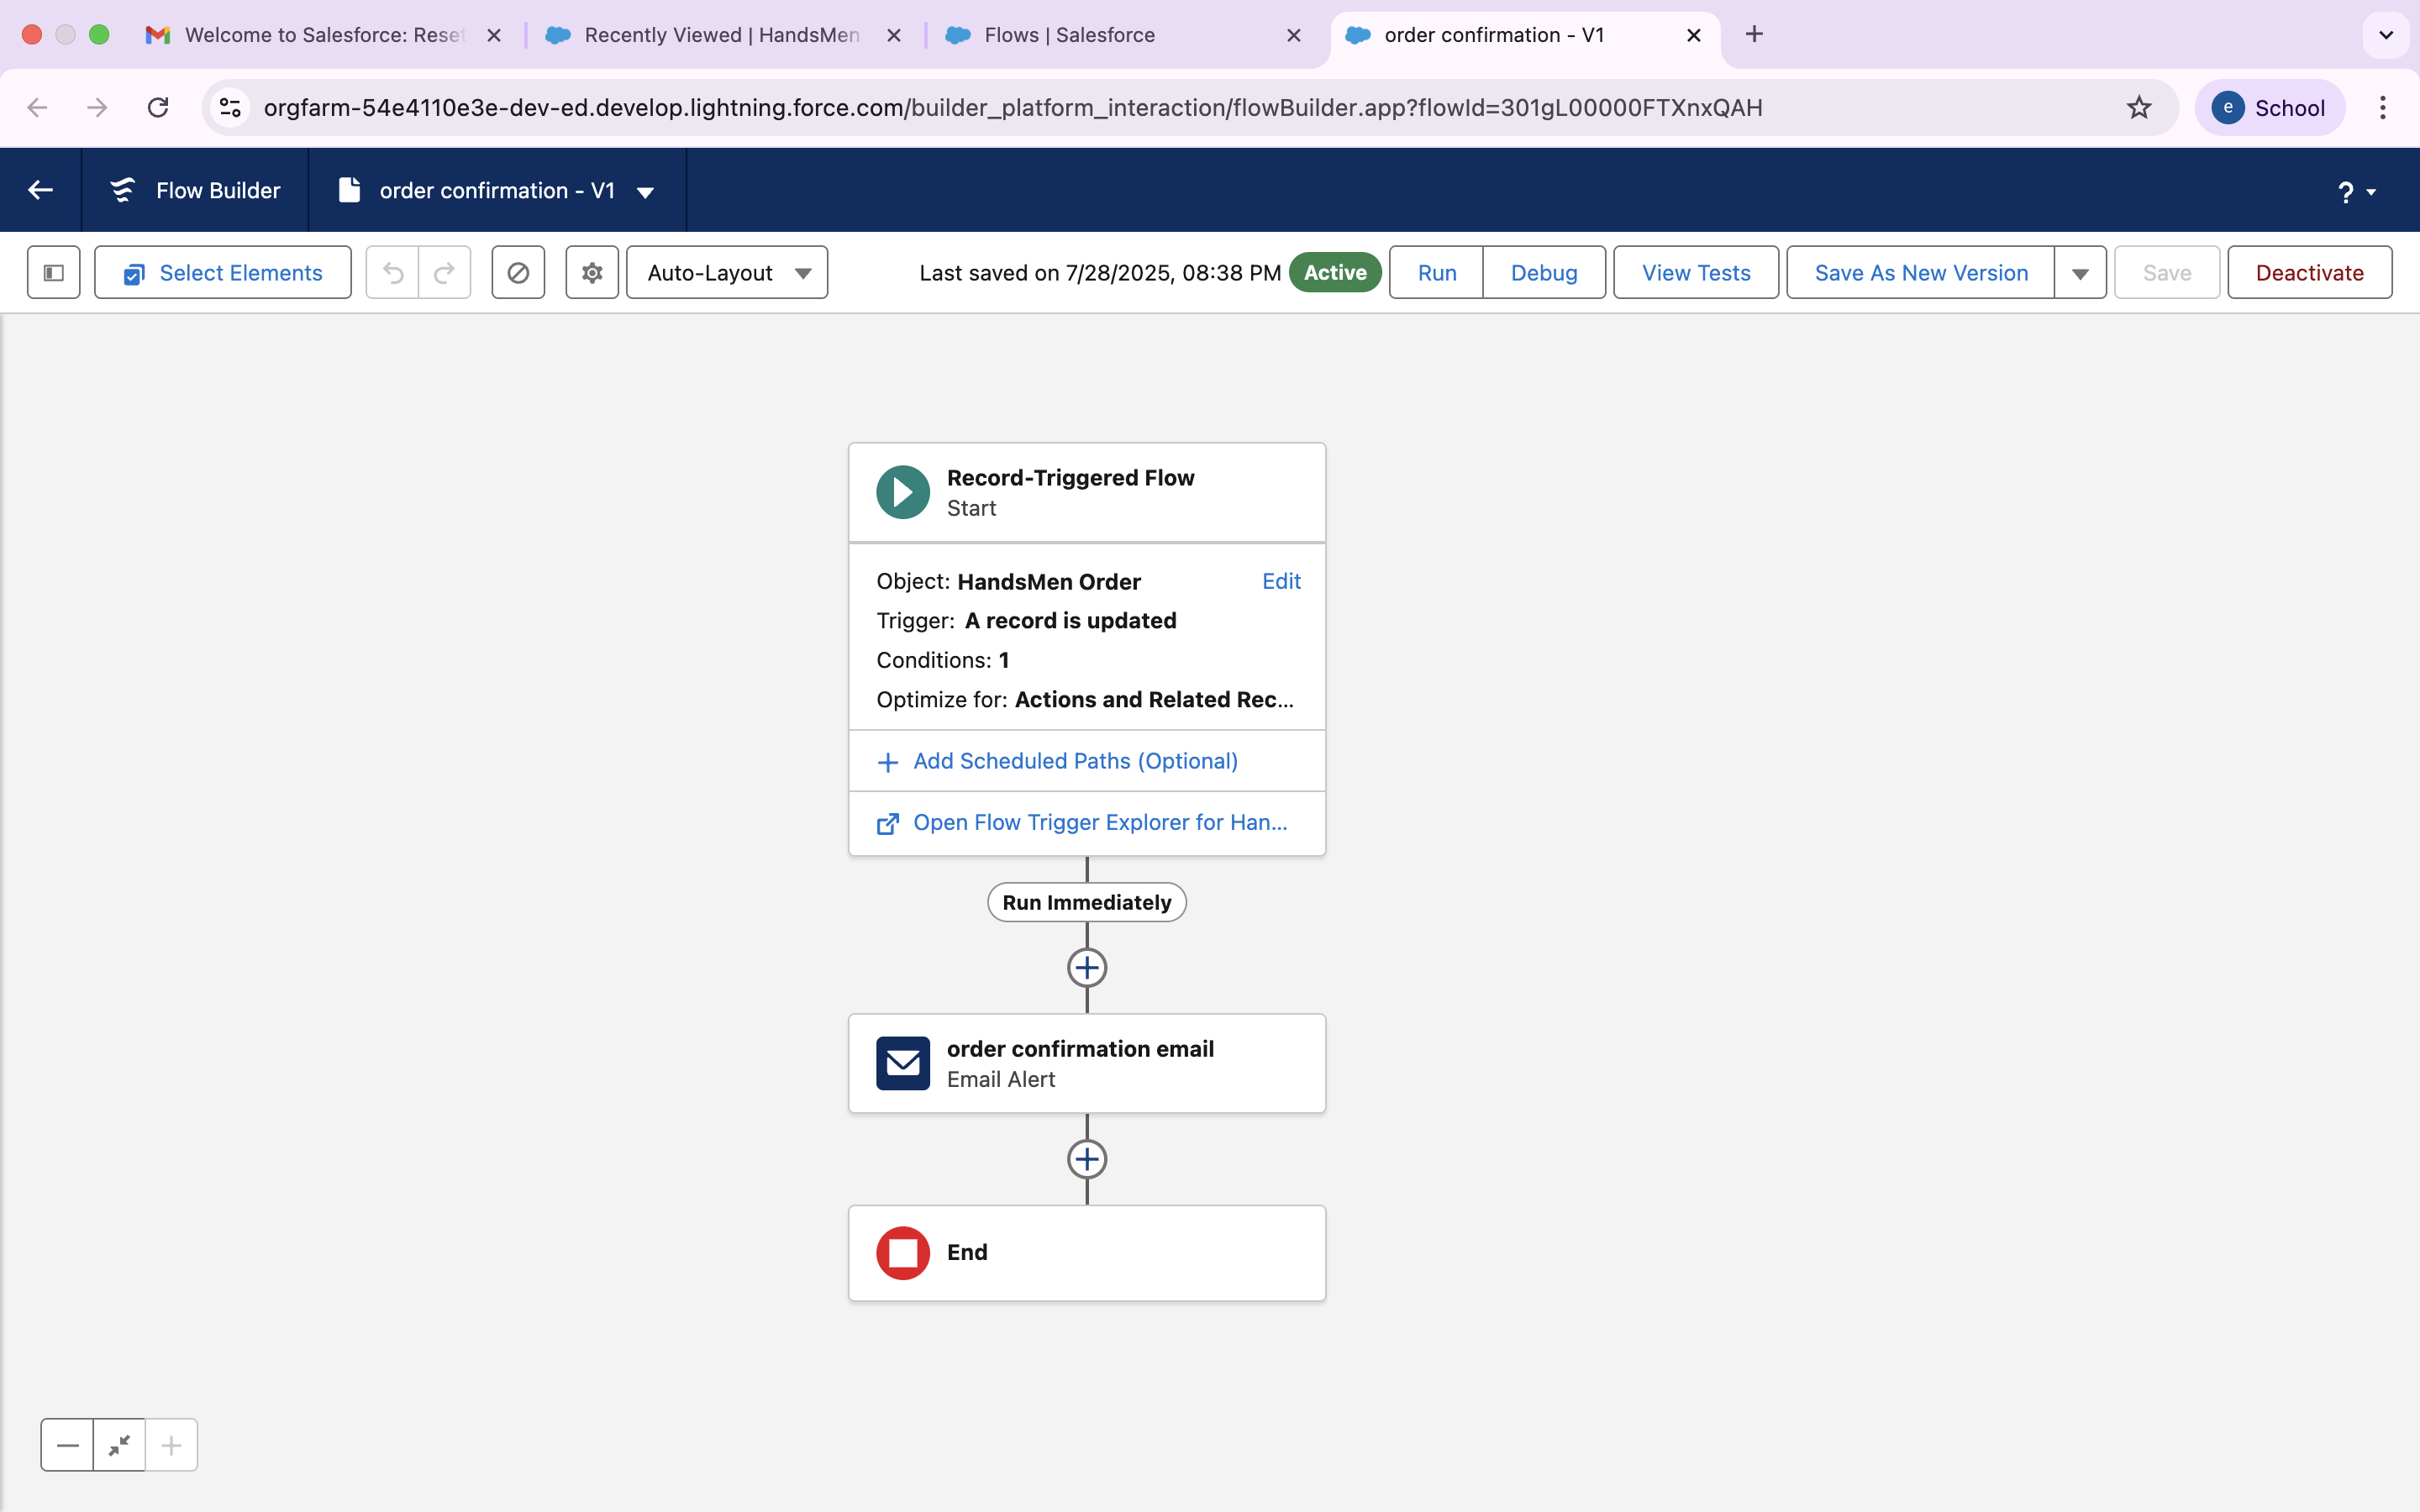 Welcome to Salesforce: Reset
Recently Viewed | HandsMen
Flows | Salesforce
order confirmation - V1
orgfarm-54e4110e3e-dev-ed.develop.lightning.force.com/builder_platform_interaction/flowBuilder.app?flowId=301gL00000FTXnxQAH
e School
Flow Builder
order confirmation - V1
?
Select Elements
Auto-Layout
Last saved on 7/28/2025, 08:38 PM
Active
Run
Debug
View Tests
Save As New Version
Save
Deactivate
Record-Triggered Flow
Start
Object: HandsMen Order
Edit
Trigger: A record is updated
Conditions: 1
Optimize for: Actions and Related Rec...
Add Scheduled Paths (Optional)
Open Flow Trigger Explorer for Han...
Run Immediately
order confirmation email
Email Alert
End